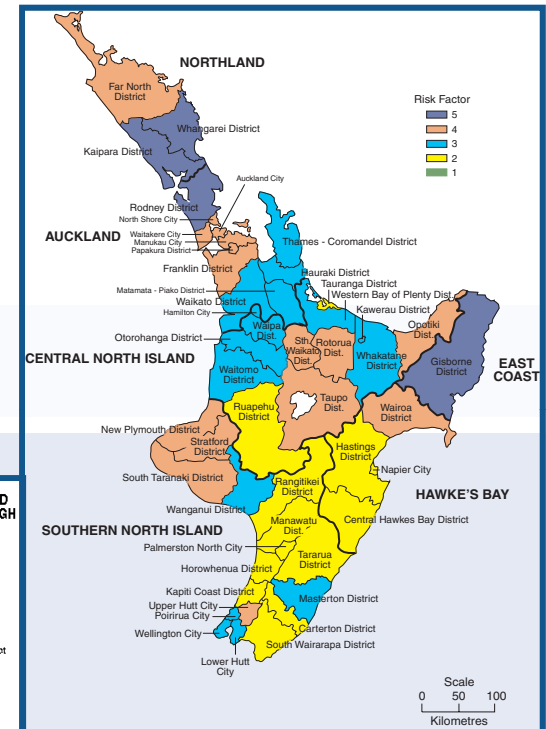 NORTHLAND
Far North
District
Risk Factor
5
4
3
2
1
Whangarei District
Kaipara District
Auckland City
Rodney District
North Shore City
AUCKLAND
Waitakere City
Manukau City
Papakura District
Thames - Coromandel District
Franklin District
Hauraki District
Tauranga District
Matamata - Piako District
Western Bay of Plenty Dist.
Waikato District
Kawerau District
Hamilton City
Opotiki
Dist.
Waipa
Dist.
Otorohanga District
Sth
Waikato
Dist.
Rotorua
Dist.
CENTRAL NORTH ISLAND
Whakatane
District
Gisborne
District
EAST
COAST
Waitomo
District
Taupo
Dist.
Ruapehu
District
Wairoa
District
New Plymouth District
Stratford
District
Hastings
District
Napier City
South Taranaki District
Rangitikei
District
HAWKE'S BAY
Wanganui District
Manawatu
Dist.
Central Hawkes Bay District
SOUTHERN NORTH ISLAND
Palmerston North City
Tararua
District
Horowhenua District
Kapiti Coast District
Masterton District
Upper Hutt City
Poirirua City
Carterton District
Wellington City
South Wairarapa District
Lower Hutt
City
Scale
0 50 100
Kilometres